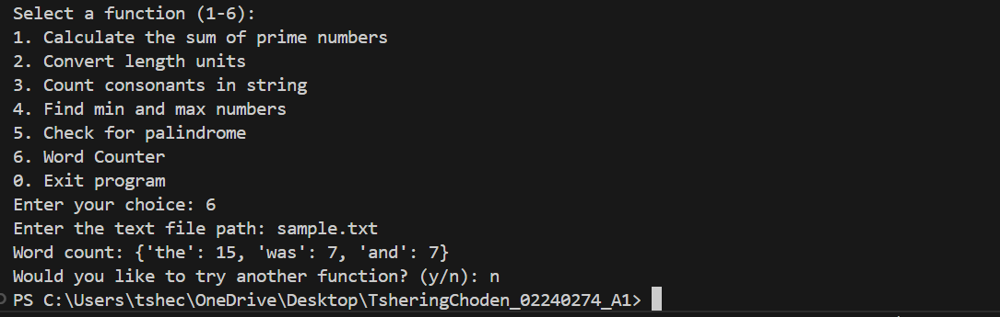 Select a function (1-6):
1. Calculate the sum of prime numbers
2. Convert length units
3. Count consonants in string
4. Find min and max numbers
5. Check for palindrome
6. Word Counter
0. Exit program
Enter your choice: 6
Enter the text file path: sample.txt
Word count: {'the': 15, 'was': 7, 'and': 7}
Would you like to try another function? (y/n): n
PS C:\Users\tshec\OneDrive\Desktop\TsheringChoden_02240274_A1>